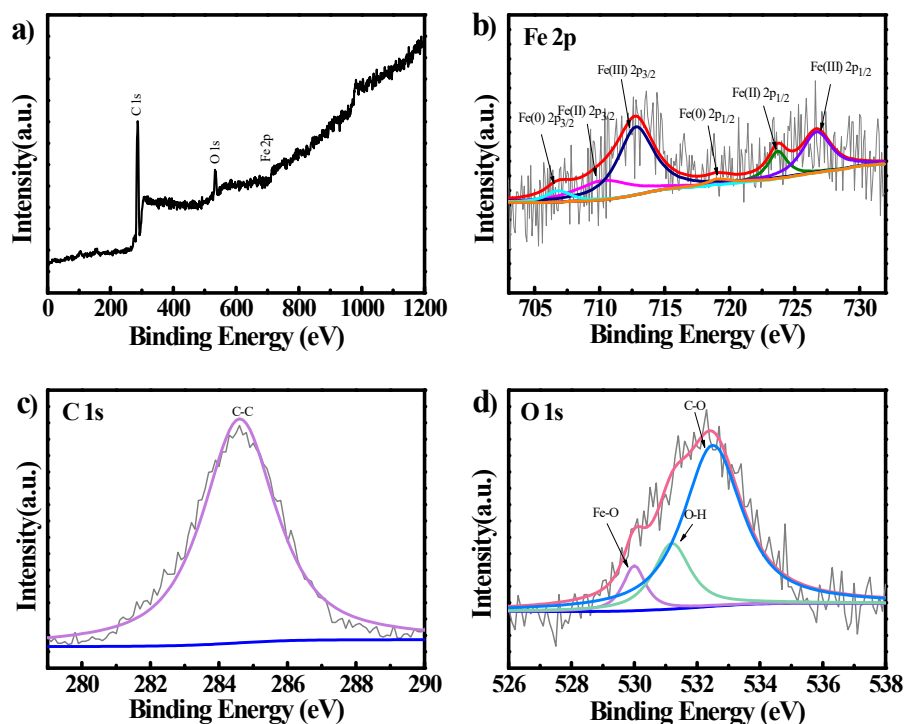 a)
C 1s
O 1s
Fe 2p
Intensity(a.u.)
0 200 400 600 800 1000 1200
Binding Energy (eV)
b)
Fe 2p
Fe(0) 2p3/2
Fe(II) 2p3/2
Fe(III) 2p3/2
Fe(0) 2p1/2
Fe(II) 2p1/2
Fe(III) 2p1/2
Intensity(a.u.)
705 710 715 720 725 730
Binding Energy (eV)
c)
C 1s
C-C
Intensity(a.u.)
280 282 284 286 288 290
Binding Energy (eV)
d)
O 1s
C-O
Fe-O
O-H
Intensity(a.u.)
526 528 530 532 534 536 538
Binding Energy (eV)